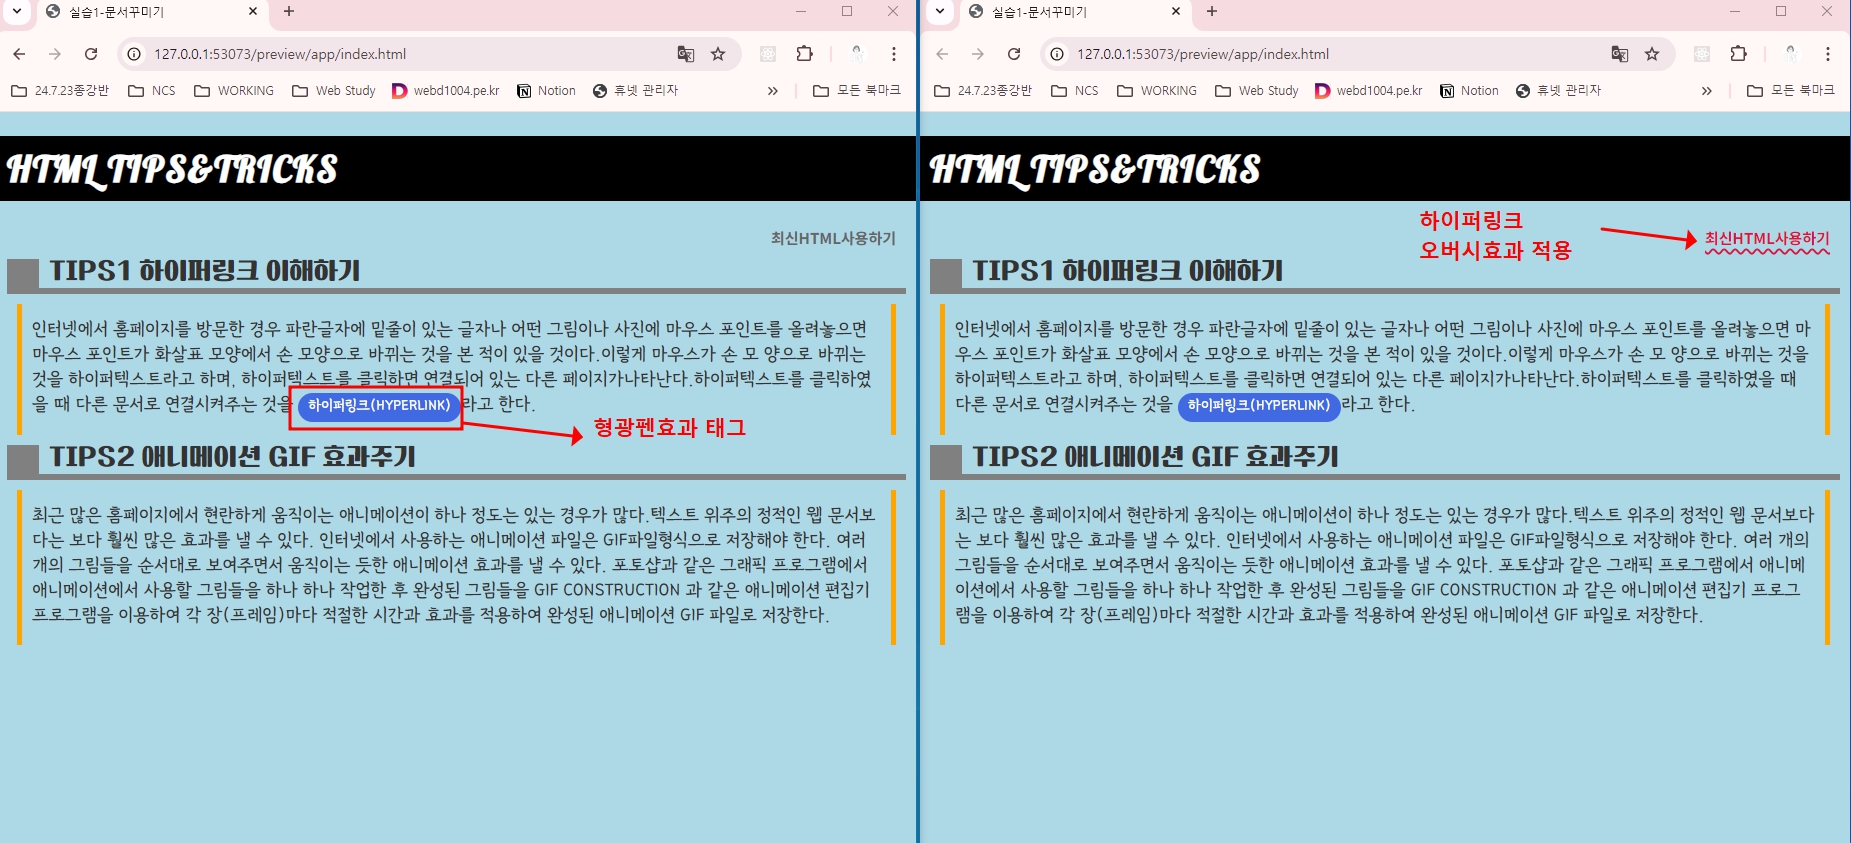 실습1-문서꾸미기
127.0.0.1:53073/preview/app/index.html
24.7.23종강반 NCS WORKING Web Study webd1004.pe.kr Notion 휴넷 관리자 모든 북마크
HTML TIPS&TRICKS
최신HTML사용하기
TIPS1 하이퍼링크 이해하기
인터넷에서 홈페이지를 방문한 경우 파란글자에 밑줄이 있는 글자나 어떤 그림이나 사진에 마우스 포인트를 올려놓으면
마우스 포인트가 화살표 모양에서 손 모양으로 바뀌는 것을 본 적이 있을 것이다.이렇게 마우스가 손 모 양으로 바뀌는
것을 하이퍼텍스트라고 하며, 하이퍼텍스트를 클릭하면 연결되어 있는 다른 페이지가나타난다.하이퍼텍스트를 클릭하였
을 때 다른 문서로 연결시켜주는 것을 하이퍼링크(HYPERLINK)라고 한다.
형광펜효과 태그
TIPS2 애니메이션 GIF 효과주기
최근 많은 홈페이지에서 현란하게 움직이는 애니메이션이 하나 정도는 있는 경우가 많다.텍스트 위주의 정적인 웹 문서보
다는 보다 훨씬 많은 효과를 낼 수 있다. 인터넷에서 사용하는 애니메이션 파일은 GIF파일형식으로 저장해야 한다. 여러
개의 그림들을 순서대로 보여주면서 움직이는 듯한 애니메이션 효과를 낼 수 있다. 포토샵과 같은 그래픽 프로그램에서
애니메이션에서 사용할 그림들을 하나 하나 작업한 후 완성된 그림들을 GIF CONSTRUCTION 과 같은 애니메이션 편집기
프로그램을 이용하여 각 장(프레임)마다 적절한 시간과 효과를 적용하여 완성된 애니메이션 GIF 파일로 저장한다.
실습1-문서꾸미기
127.0.0.1:53073/preview/app/index.html
24.7.23종강반 NCS WORKING Web Study webd1004.pe.kr Notion 휴넷 관리자 모든 북마크
HTML TIPS&TRICKS
하이퍼링크
오버시효과 적용
최신HTML사용하기
TIPS1 하이퍼링크 이해하기
인터넷에서 홈페이지를 방문한 경우 파란글자에 밑줄이 있는 글자나 어떤 그림이나 사진에 마우스 포인트를 올려놓으면 마
우스 포인트가 화살표 모양에서 손 모양으로 바뀌는 것을 본 적이 있을 것이다.이렇게 마우스가 손 모 양으로 바뀌는 것을
하이퍼텍스트라고 하며, 하이퍼텍스트를 클릭하면 연결되어 있는 다른 페이지가나타난다.하이퍼텍스트를 클릭하였을 때
다른 문서로 연결시켜주는 것을 하이퍼링크(HYPERLINK)라고 한다.
TIPS2 애니메이션 GIF 효과주기
최근 많은 홈페이지에서 현란하게 움직이는 애니메이션이 하나 정도는 있는 경우가 많다.텍스트 위주의 정적인 웹 문서보다
는 보다 훨씬 많은 효과를 낼 수 있다. 인터넷에서 사용하는 애니메이션 파일은 GIF파일형식으로 저장해야 한다. 여러 개의
그림들을 순서대로 보여주면서 움직이는 듯한 애니메이션 효과를 낼 수 있다. 포토샵과 같은 그래픽 프로그램에서 애니메
이션에서 사용할 그림들을 하나 하나 작업한 후 완성된 그림들을 GIF CONSTRUCTION 과 같은 애니메이션 편집기 프로그
램을 이용하여 각 장(프레임)마다 적절한 시간과 효과를 적용하여 완성된 애니메이션 GIF 파일로 저장한다.